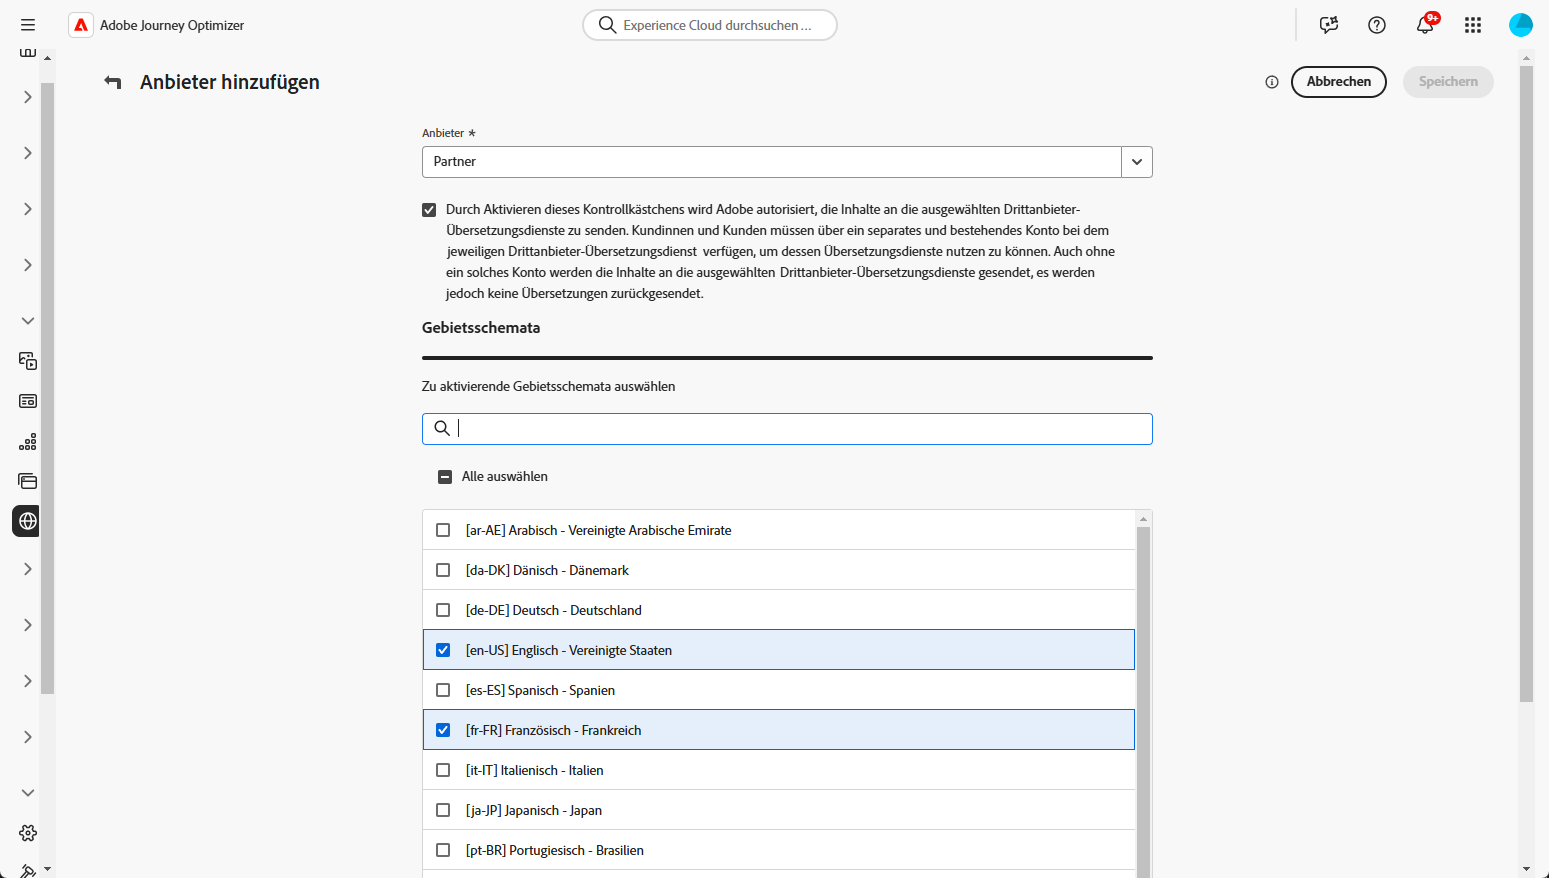 Adobe Journey Optimizer
Experience Cloud durchsuchen ...
9+
Anbieter hinzufügen
Abbrechen
Speichern
Anbieter *
Partner
Durch Aktivieren dieses Kontrollkästchens wird Adobe autorisiert, die Inhalte an die ausgewählten Drittanbieter-
Übersetzungsdienste zu senden. Kundinnen und Kunden müssen über ein separates und bestehendes Konto bei dem
jeweiligen Drittanbieter-Übersetzungsdienst verfügen, um dessen Übersetzungsdienste nutzen zu können. Auch ohne
ein solches Konto werden die Inhalte an die ausgewählten Drittanbieter-Übersetzungsdienste gesendet, es werden
jedoch keine Übersetzungen zurückgesendet.
Gebietsschemata
Zu aktivierende Gebietsschemata auswählen
Alle auswählen
[ar-AE] Arabisch - Vereinigte Arabische Emirate
[da-DK] Dänisch - Dänemark
[de-DE] Deutsch - Deutschland
[en-US] Englisch - Vereinigte Staaten
[es-ES] Spanisch - Spanien
[fr-FR] Französisch - Frankreich
[it-IT] Italienisch - Italien
[ja-JP] Japanisch - Japan
[pt-BR] Portugiesisch - Brasilien